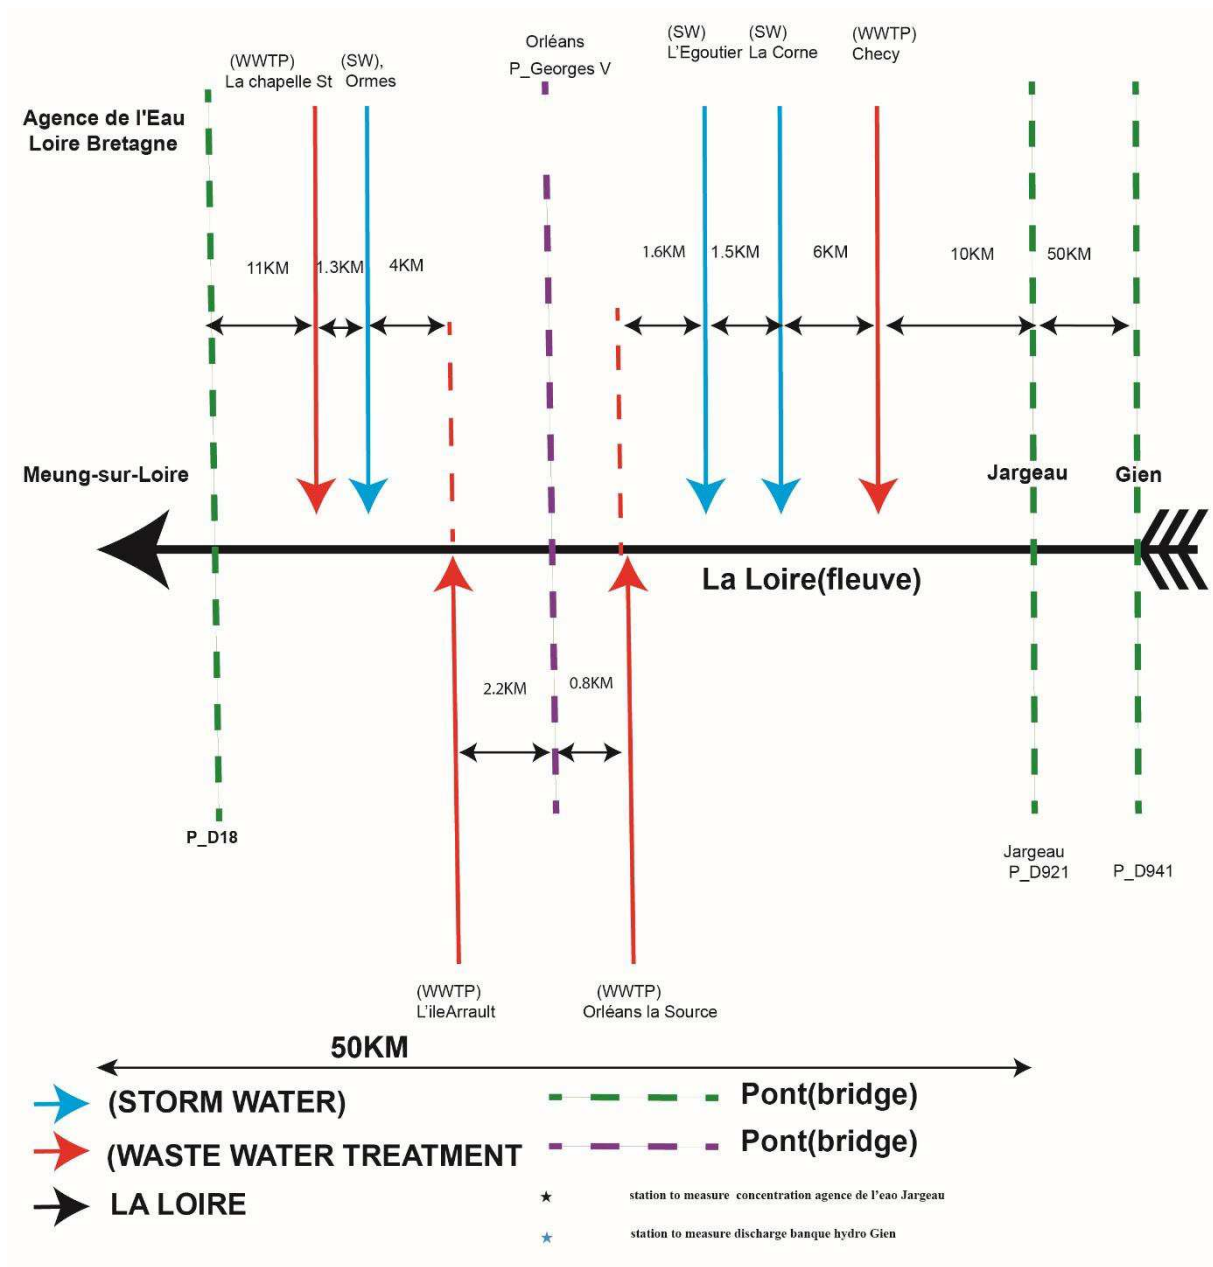 (WWTP)
La chapelle St
(SW),
Ormes
Orléans
P_Georges V
(SW)
L'Egoutier
(SW)
La Corne
(WWTP)
Checy
Agence de l'Eau
Loire Bretagne
11KM
1.3KM
4KM
1.6KM
1.5KM
6KM
10KM
50KM
Meung-sur-Loire
Jargeau
Gien
La Loire(fleuve)
2.2KM
0.8KM
P_D18
Jargeau
P_D921
P_D941
(WWTP)
L'ileArrault
(WWTP)
Orléans la Source
50KM
(STORM WATER)
(WASTE WATER TREATMENT
LA LOIRE
Pont(bridge)
Pont(bridge)
station to measure concentration agence de l'eao Jargeau
station to measure discharge banque hydro Gien